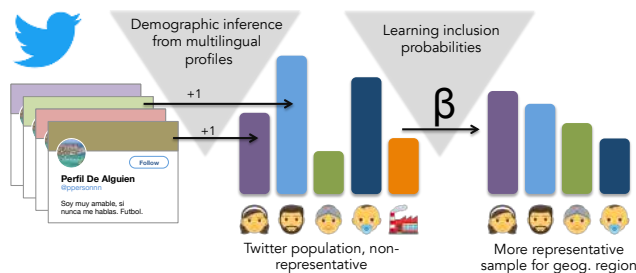 Demographic inference
from multilingual
profiles
Learning inclusion
probabilities
+1
+1
β
Follow
Perfil De Alguien
@ppersonnn
Soy muy amable, si
nunca me hablas. Futbol.
Twitter population, non-
representative
More representative
sample for geog. region